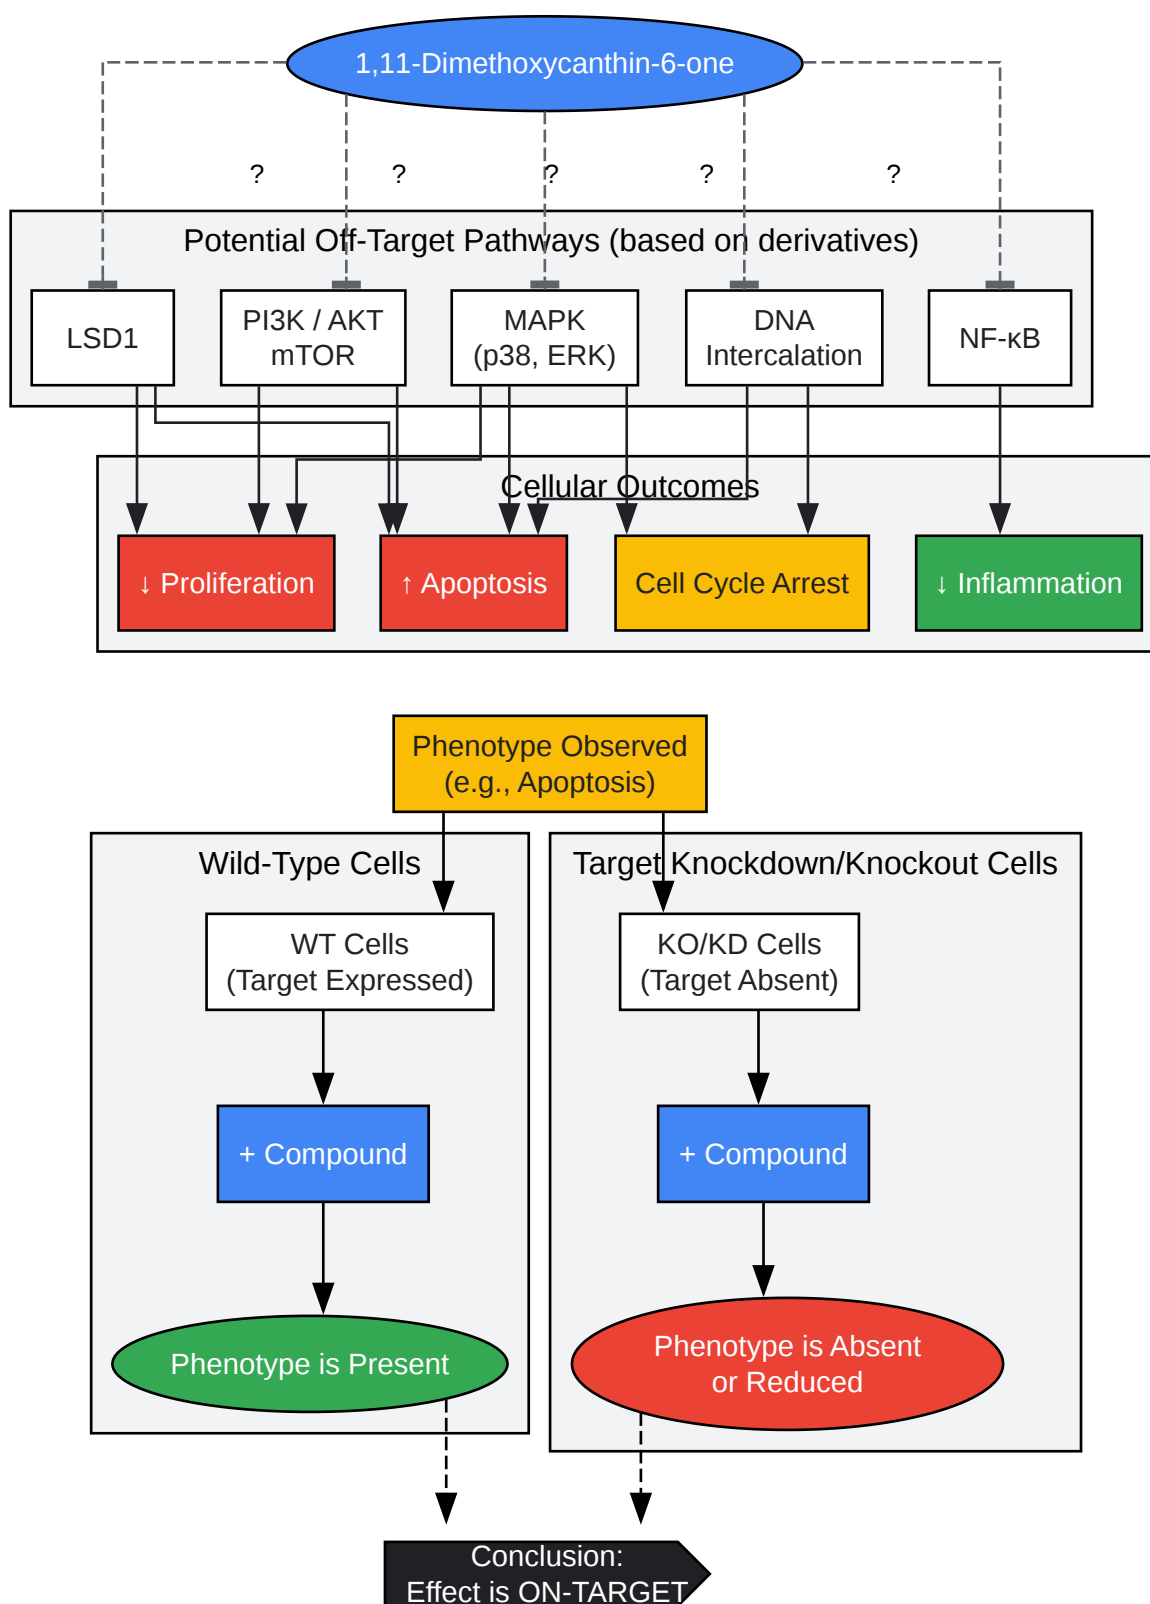 1,11-Dimethoxycanthin-6-one
? ? ? ? ?
Potential Off-Target Pathways (based on derivatives)
LSD1
PI3K / AKT
mTOR
MAPK
(p38, ERK)
DNA
Intercalation
NF-κB
Cellular Outcomes
↓ Proliferation
↑ Apoptosis
Cell Cycle Arrest
↓ Inflammation
Phenotype Observed
(e.g., Apoptosis)
Wild-Type Cells
WT Cells
(Target Expressed)
+ Compound
Phenotype is Present
Target Knockdown/Knockout Cells
KO/KD Cells
(Target Absent)
+ Compound
Phenotype is Absent
or Reduced
Conclusion:
Effect is ON-TARGET